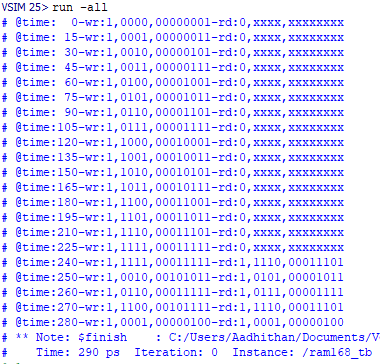 VSIM 25> run -all
# @time:  0-wr:1,0000,00000001-rd:0,xxxx,xxxxxxxx
# @time: 15-wr:1,0001,00000011-rd:0,xxxx,xxxxxxxx
# @time: 30-wr:1,0010,00000101-rd:0,xxxx,xxxxxxxx
# @time: 45-wr:1,0011,00000111-rd:0,xxxx,xxxxxxxx
# @time: 60-wr:1,0100,00001001-rd:0,xxxx,xxxxxxxx
# @time: 75-wr:1,0101,00001011-rd:0,xxxx,xxxxxxxx
# @time: 90-wr:1,0110,00001101-rd:0,xxxx,xxxxxxxx
# @time:105-wr:1,0111,00001111-rd:0,xxxx,xxxxxxxx
# @time:120-wr:1,1000,00010001-rd:0,xxxx,xxxxxxxx
# @time:135-wr:1,1001,00010011-rd:0,xxxx,xxxxxxxx
# @time:150-wr:1,1010,00010101-rd:0,xxxx,xxxxxxxx
# @time:165-wr:1,1011,00010111-rd:0,xxxx,xxxxxxxx
# @time:180-wr:1,1100,00011001-rd:0,xxxx,xxxxxxxx
# @time:195-wr:1,1101,00011011-rd:0,xxxx,xxxxxxxx
# @time:210-wr:1,1110,00011101-rd:0,xxxx,xxxxxxxx
# @time:225-wr:1,1111,00011111-rd:0,xxxx,xxxxxxxx
# @time:240-wr:1,1111,00011111-rd:1,1110,00011101
# @time:250-wr:1,0010,00101011-rd:1,0101,00001011
# @time:260-wr:1,0110,00011111-rd:1,1111,00011111
# @time:270-wr:1,1100,00101111-rd:1,1110,00011101
# @time:280-wr:1,0001,00000100-rd:1,0001,00000100
# ** Note: $finish    : C:/Users/Aadhithan/Documents/V
#    Time: 290 ps  Iteration: 0  Instance: /ram168_tb